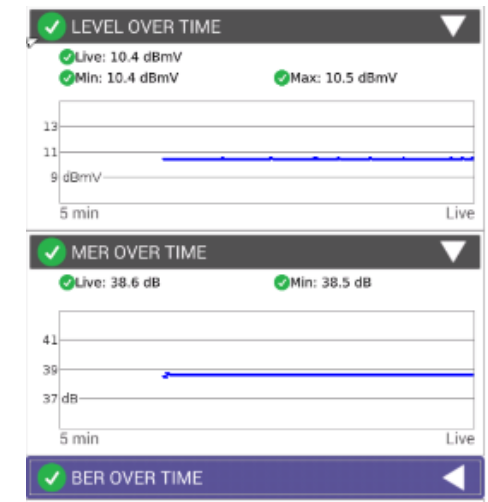 LEVEL OVER TIME
Live: 10.4 dBmV
Min: 10.4 dBmV Max: 10.5 dBmV
13
11
9 dBmV
5 min Live
MER OVER TIME
Live: 38.6 dB Min: 38.5 dB
41
39
37 dB
5 min Live
BER OVER TIME